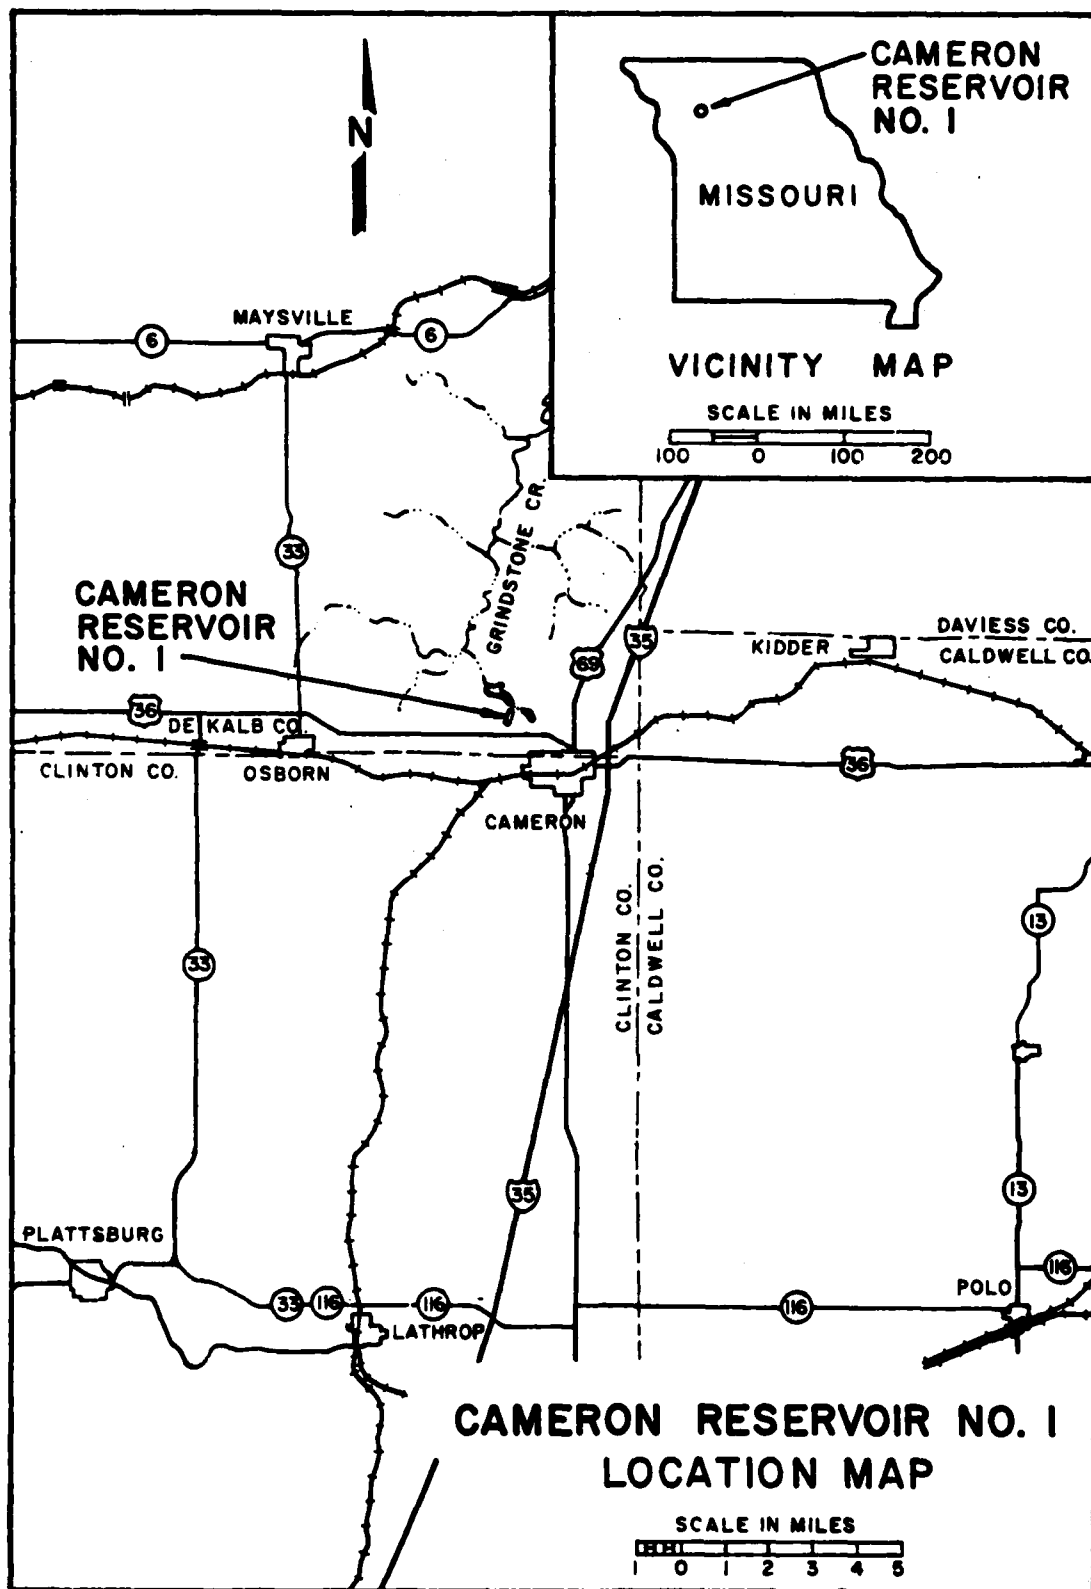 CAMERON
RESERVOIR
NO. 1
MISSOURI
VICINITY MAP
SCALE IN MILES
100 0 100 200
N
MAYSVILLE
6
6
33
GRINDSTONE CR.
CAMERON
RESERVOIR
NO. 1
69
35
KIDDER
DAVIESS CO.
CALDWELL CO.
36
DE KALB CO.
CLINTON CO.
OSBORN
36
CAMERON
CLINTON CO.
CALDWELL CO.
13
33
35
13
PLATTSBURG
116
POLO
33
116
116
116
LATHROP
CAMERON RESERVOIR NO. 1
LOCATION MAP
SCALE IN MILES
1 0 1 2 3 4 5